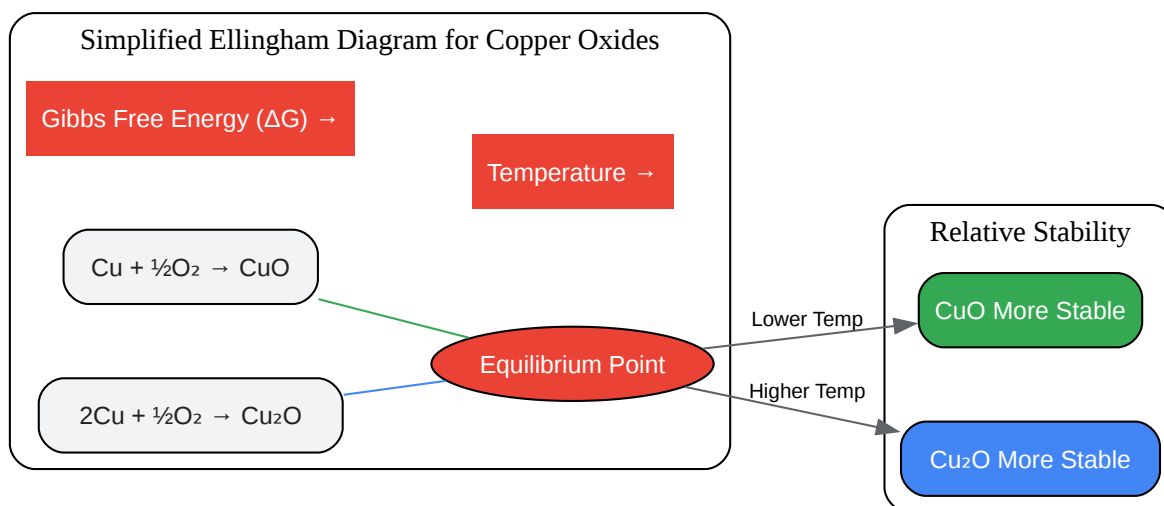 Simplified Ellingham Diagram for Copper Oxides
Gibbs Free Energy (ΔG) →
Temperature →
Cu + ½O₂ → CuO
2Cu + ½O₂ → Cu₂O
Equilibrium Point
Lower Temp
Higher Temp
Relative Stability
CuO More Stable
Cu₂O More Stable